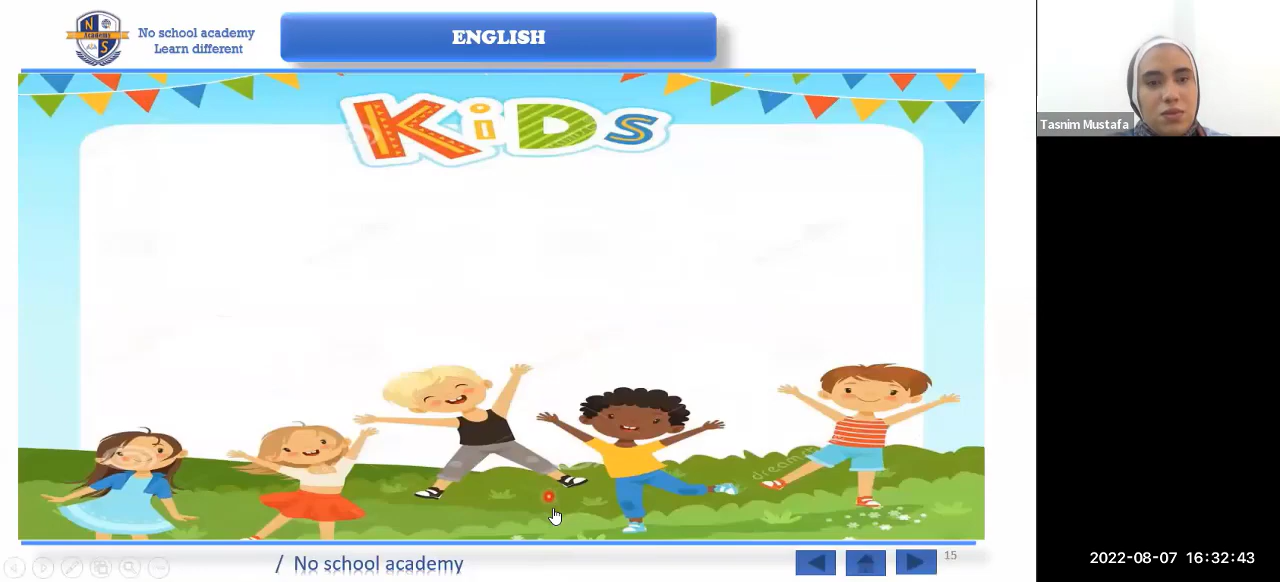 No school academy
Learn different
ENGLISH
N
Academy
S
KiDS
Tasnim Mustafa
/ No school academy
15
2022-08-07 16:32:43